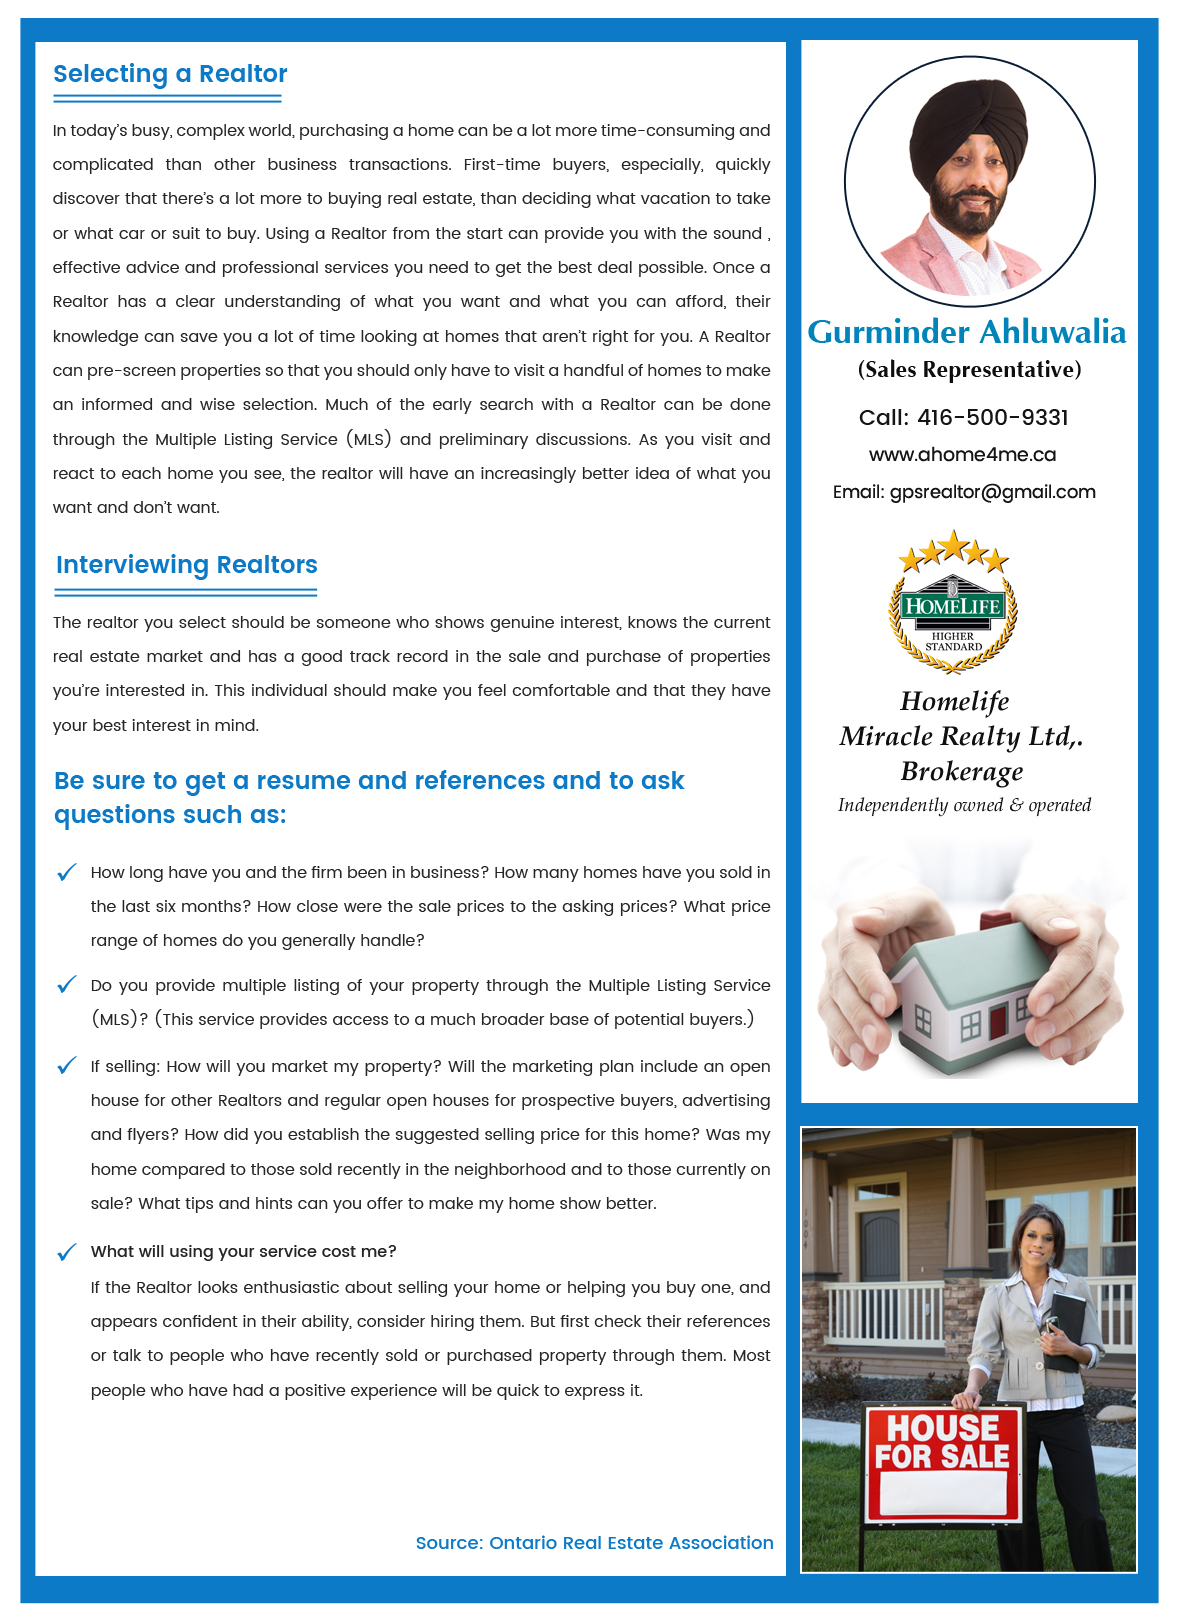 Selecting a Realtor
In today's busy, complex world, purchasing a home can be a lot more time-consuming and
complicated than other business transactions. First-time buyers, especially, quickly
discover that there's a lot more to buying real estate, than deciding what vacation to take
or what car or suit to buy. Using a Realtor from the start can provide you with the sound ,
effective advice and professional services you need to get the best deal possible. Once a
Realtor has a clear understanding of what you want and what you can afford, their
knowledge can save you a lot of time looking at homes that aren't right for you. A Realtor
can pre-screen properties so that you should only have to visit a handful of homes to make
an informed and wise selection. Much of the early search with a Realtor can be done
through the Multiple Listing Service (MLS) and preliminary discussions. As you visit and
react to each home you see, the realtor will have an increasingly better idea of what you
want and don't want.
Interviewing Realtors
The realtor you select should be someone who shows genuine interest, knows the current
real estate market and has a good track record in the sale and purchase of properties
you're interested in. This individual should make you feel comfortable and that they have
your best interest in mind.
Be sure to get a resume and references and to ask
questions such as:
How long have you and the firm been in business? How many homes have you sold in
the last six months? How close were the sale prices to the asking prices? What price
range of homes do you generally handle?
Do you provide multiple listing of your property through the Multiple Listing Service
(MLS)? (This service provides access to a much broader base of potential buyers.)
If selling: How will you market my property? Will the marketing plan include an open
house for other Realtors and regular open houses for prospective buyers, advertising
and flyers? How did you establish the suggested selling price for this home? Was my
home compared to those sold recently in the neighborhood and to those currently on
sale? What tips and hints can you offer to make my home show better.
What will using your service cost me?
If the Realtor looks enthusiastic about selling your home or helping you buy one, and
appears confident in their ability, consider hiring them. But first check their references
or talk to people who have recently sold or purchased property through them. Most
people who have had a positive experience will be quick to express it.
Source: Ontario Real Estate Association
Gurminder Ahluwalia
(Sales Representative)
Call: 416-500-9331
www.ahome4me.ca
Email: gpsrealtor@gmail.com
HOMELIFE
HIGHER
STANDARD
Homelife
Miracle Realty Ltd,.
Brokerage
Independently owned & operated
1004
HOUSE
FOR SALE